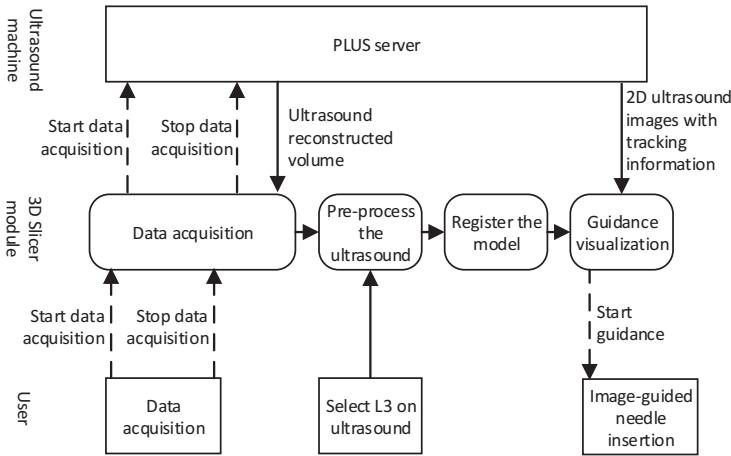 Ultrasound
machine
PLUS server
Start data
acquisition
Stop data
acquisition
Ultrasound
reconstructed
volume
2D ultrasound
images with
tracking
information
3D Slicer
module
Data acquisition
Pre-process
the
ultrasound
Register the
model
Guidance
visualization
Start data
acquisition
Stop data
acquisition
Start
guidance
User
Data
acquisition
Select L3 on
ultrasound
Image-guided
needle
insertion